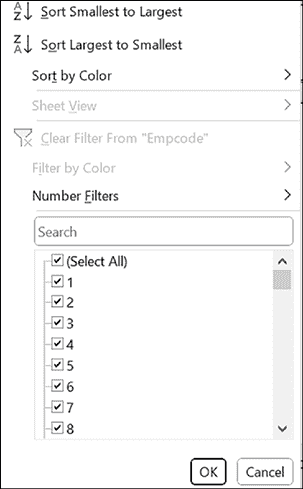 Sort Smallest to Largest
Sort Largest to Smallest
Sort by Color
Sheet View
Clear Filter From "Empcode"
Filter by Color
Number Filters
Search
(Select All)
1
2
3
4
5
6
7
8
OK Cancel